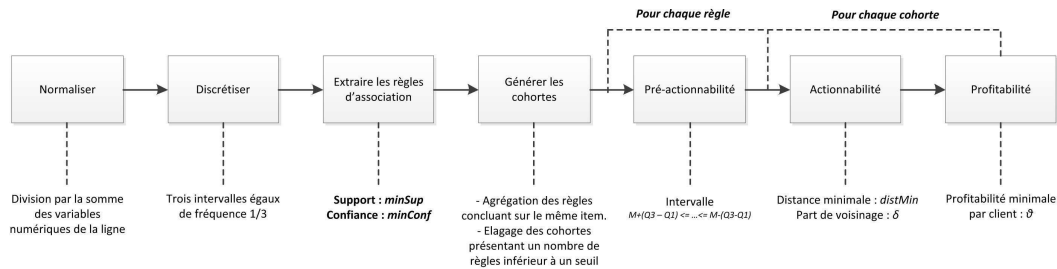 Pour chaque règle
Pour chaque cohorte
Normaliser
Discrétiser
Extraire les règles
d'association
Générer les
cohortes
Pré-actionnabilité
Actionnabilité
Profitabilité
Division par la somme
des variables
numériques de la ligne
Trois intervalles égaux
de fréquence 1/3
Support : minSup
Confiance : minConf
- Agrégation des règles
concluant sur le même item.
- Elagage des cohortes
présentant un nombre de
règles inférieur à un seuil
Intervalle
M+(Q3 – Q1) <= ...<= M-(Q3-Q1)
Distance minimale : distMin
Part de voisinage : δ
Profitabilité minimale
par client : ϑ